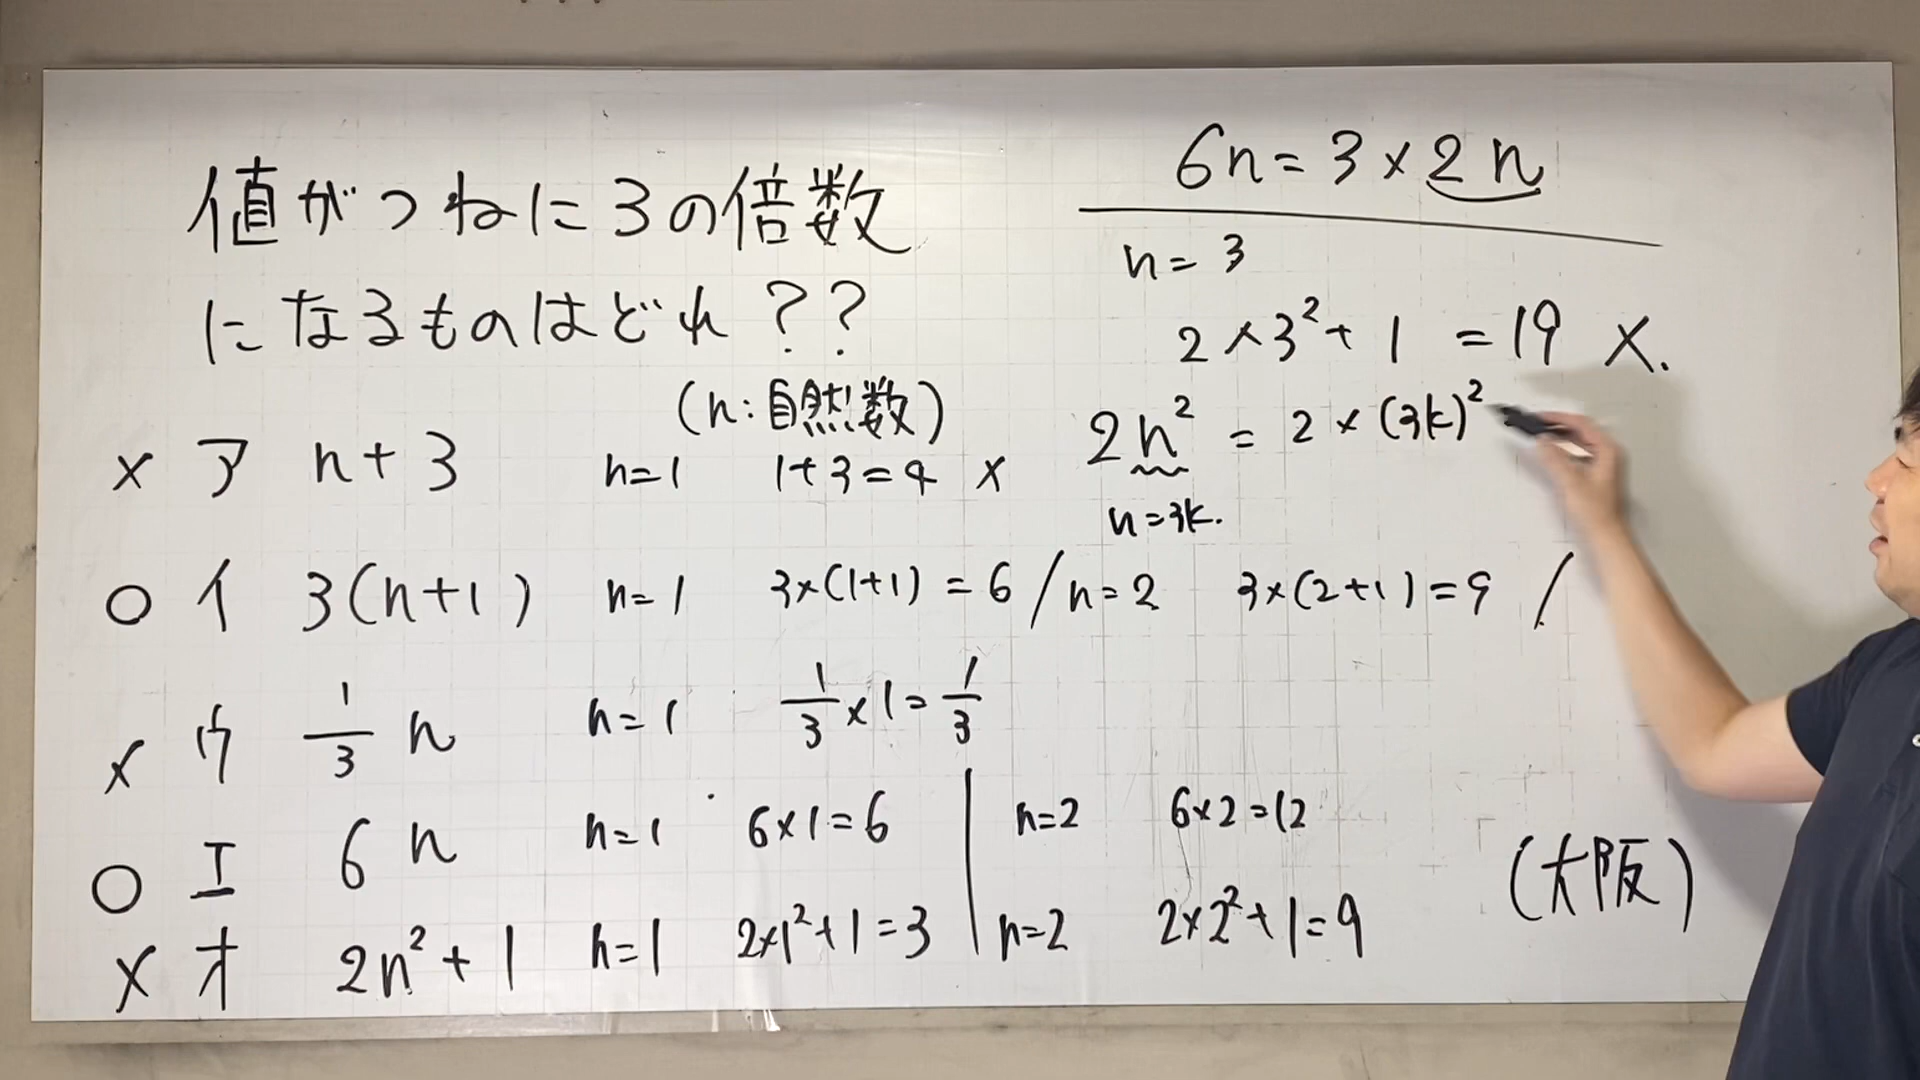 値がつねに3の倍数
になるものはどれ??
(n:自然数)
× ア n+3 n=1 1+3=4 ×
○ イ 3(n+1) n=1 3×(1+1)=6 / n=2 3×(2+1)=9 /
× ウ 1/3 n n=1 1/3×1=1/3
○ エ 6n n=1 6×1=6 n=2 6×2=12
× オ 2n²+1 n=1 2×1²+1=3 n=2 2×2²+1=9
6n=3×2n
n=3
2×3²+1=19 ×.
2n²=2×(3k)²
n=3k.
(大阪)